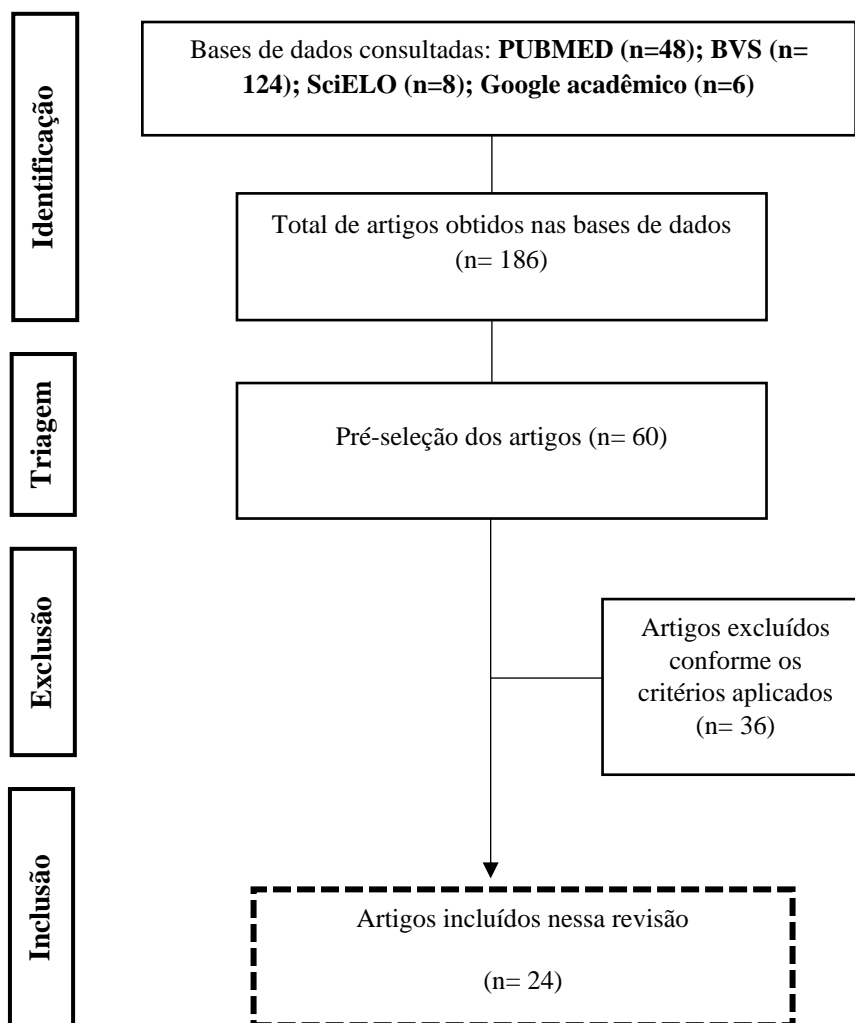 Identificação
Bases de dados consultadas: PUBMED (n=48); BVS (n=
124); SciELO (n=8); Google acadêmico (n=6)
Total de artigos obtidos nas bases de dados
(n= 186)
Triagem
Pré-seleção dos artigos (n= 60)
Exclusão
Artigos excluídos
conforme os
critérios aplicados
(n= 36)
Inclusão
Artigos incluídos nessa revisão
(n= 24)